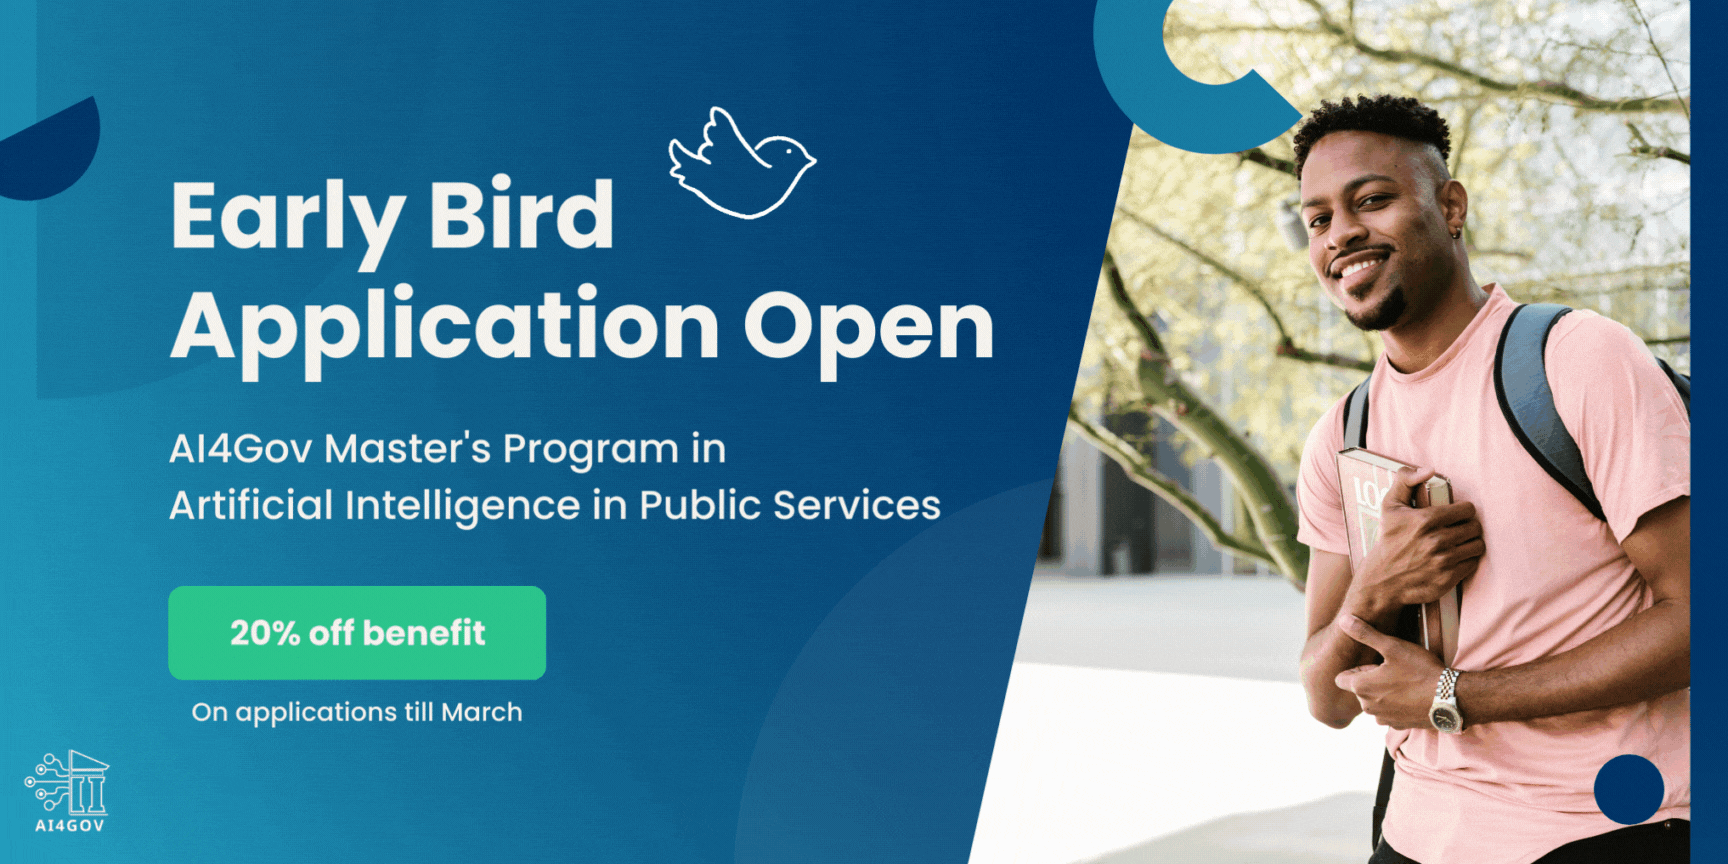 Early Bird
Application Open
AI4Gov Master's Program in
Artificial Intelligence in Public Services
20% off benefit
On applications till March
AI4GOV